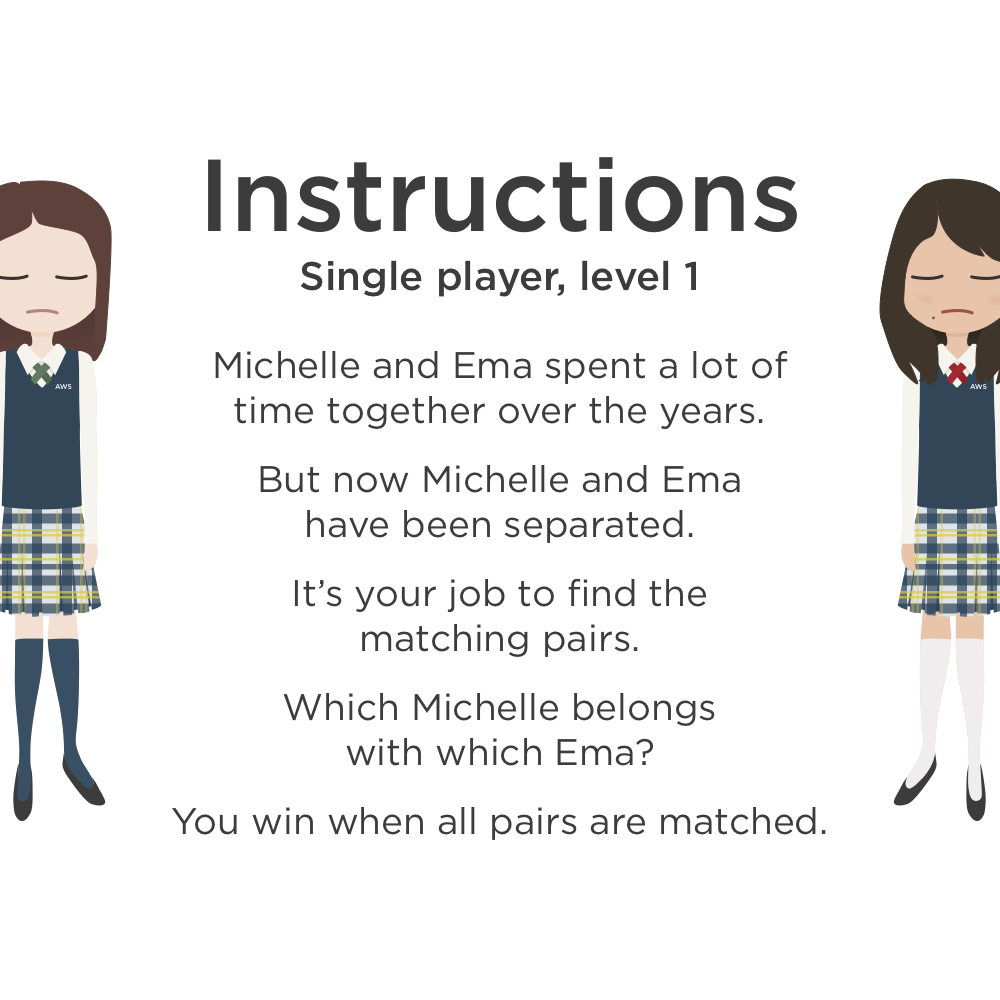 Instructions
Single player, level 1
Michelle and Ema spent a lot of
time together over the years.
But now Michelle and Ema
have been separated.
It’s your job to find the
matching pairs.
Which Michelle belongs
with which Ema?
You win when all pairs are matched.
AWS
AWS